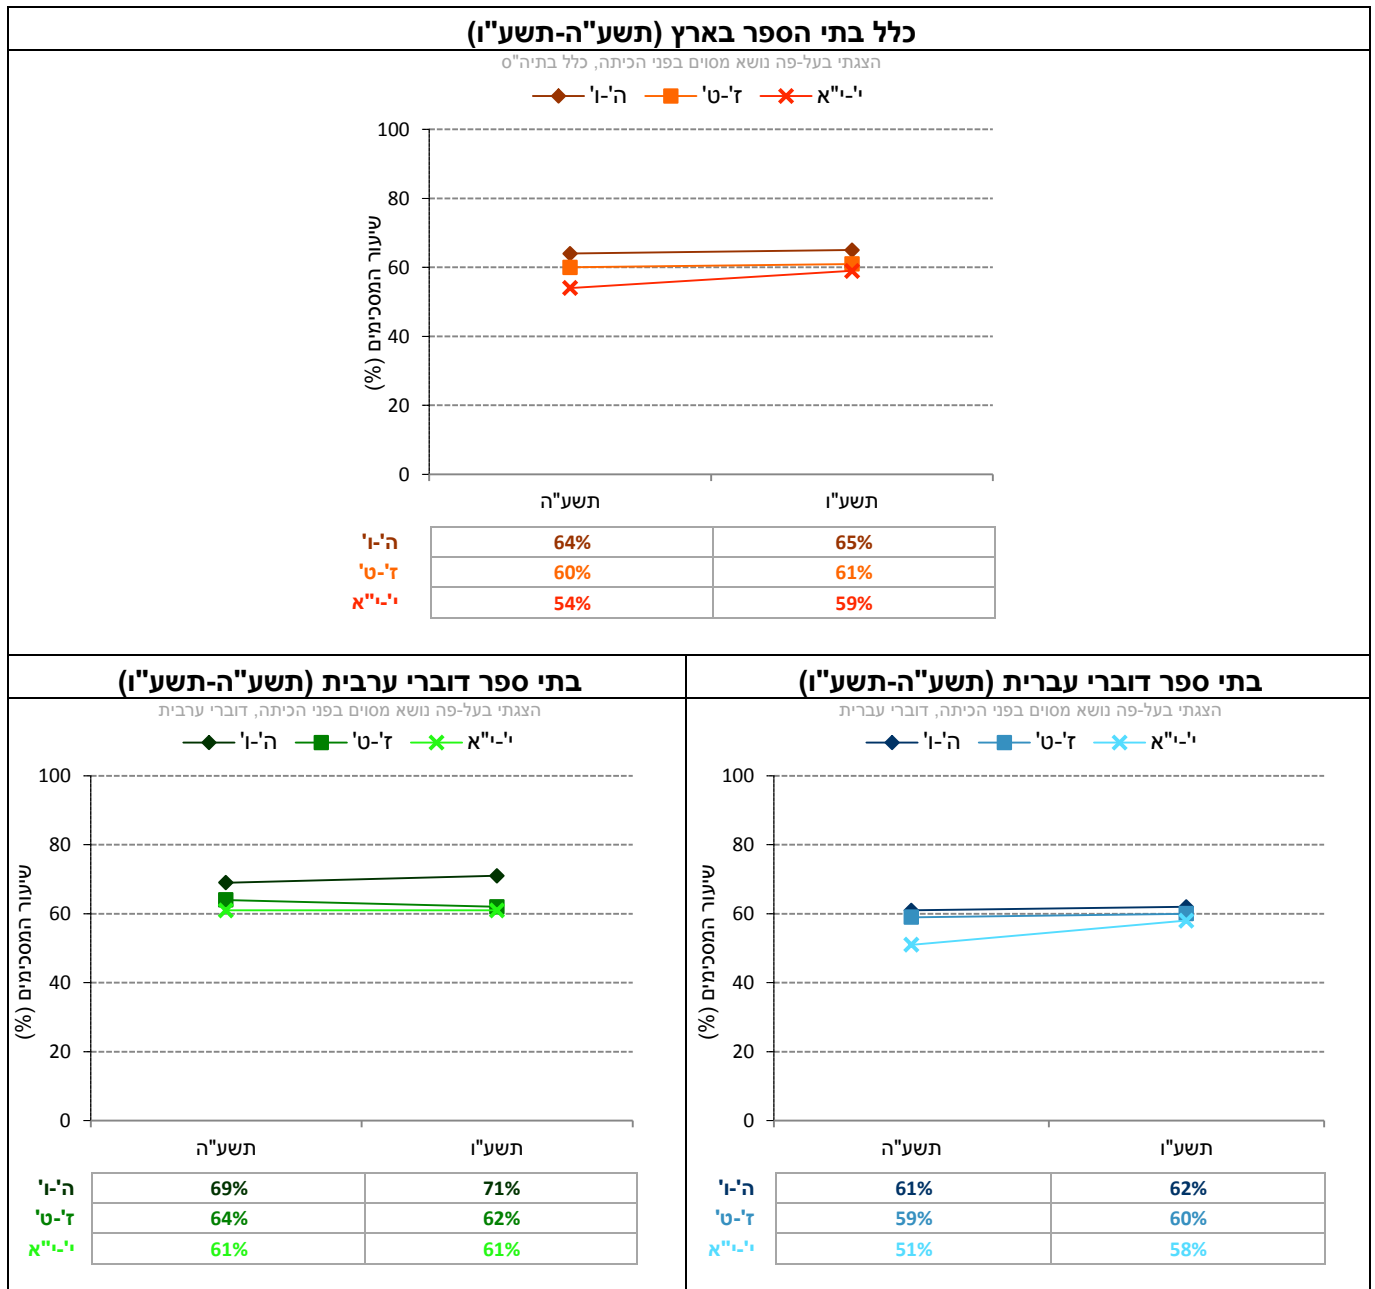 כלל בתי הספר בארץ (תשע"ה-תשע"ו)
הצגתי בעל-פה נושא מסוים בפני הכיתה, כלל בתיה"ס
ה'-ו' ז'-ט' י'-י"א
שיעור המסכימים (%)
100
80
60
40
20
0
תשע"ה תשע"ו
ה'-ו' 64% 65%
ז'-ט' 60% 61%
י'-י"א 54% 59%
בתי ספר דוברי עברית (תשע"ה-תשע"ו)
הצגתי בעל-פה נושא מסוים בפני הכיתה, דוברי עברית
ה'-ו' ז'-ט' י'-י"א
שיעור המסכימים (%)
100
80
60
40
20
0
תשע"ה תשע"ו
ה'-ו' 61% 62%
ז'-ט' 59% 60%
י'-י"א 51% 58%
בתי ספר דוברי ערבית (תשע"ה-תשע"ו)
הצגתי בעל-פה נושא מסוים בפני הכיתה, דוברי ערבית
ה'-ו' ז'-ט' י'-י"א
שיעור המסכימים (%)
100
80
60
40
20
0
תשע"ה תשע"ו
ה'-ו' 69% 71%
ז'-ט' 64% 62%
י'-י"א 61% 61%